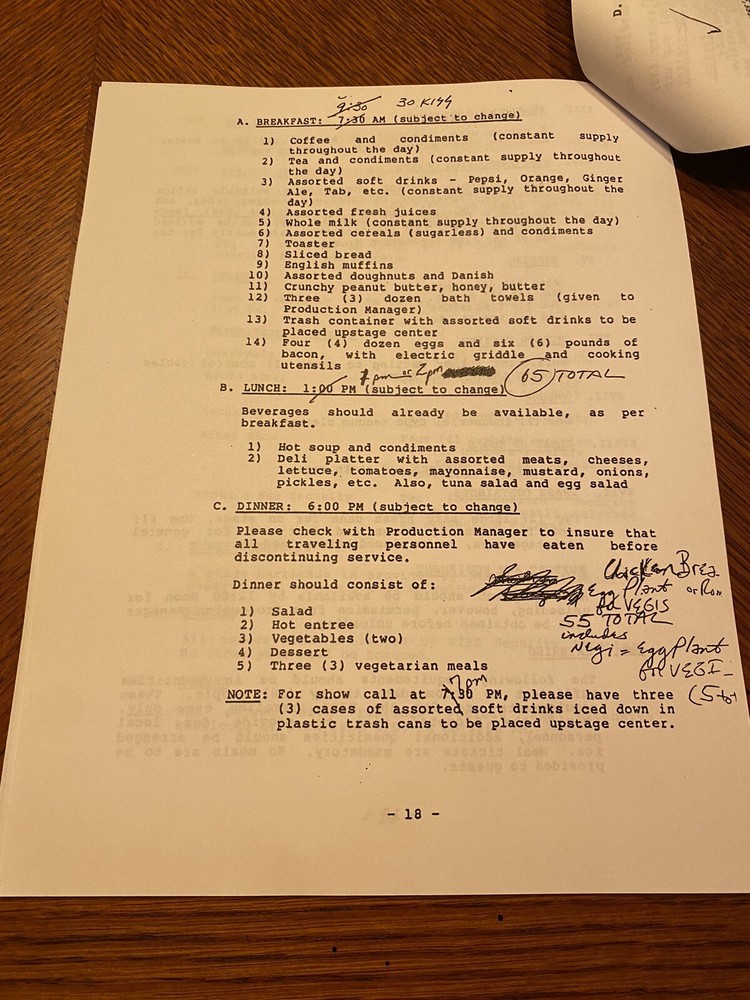 D.
9:30 30 KISS
A. BREAKFAST: 7:30 AM (subject to change)
1) Coffee and condiments (constant supply
throughout the day)
2) Tea and condiments (constant supply throughout
the day)
3) Assorted soft drinks - Pepsi, Orange, Ginger
Ale, Tab, etc. (constant supply throughout the
day)
4) Assorted fresh juices
5) Whole milk (constant supply throughout the day)
6) Assorted cereals (sugarless) and condiments
7) Toaster
8) Sliced bread
9) English muffins
10) Assorted doughnuts and Danish
11) Crunchy peanut butter, honey, butter
12) Three (3) dozen bath towels (given to
Production Manager)
13) Trash container with assorted soft drinks to be
placed upstage center
14) Four (4) dozen eggs and six (6) pounds of
bacon, with electric griddle and cooking
utensils
1pm or 2pm 65 TOTAL
B. LUNCH: 1:00 PM (subject to change)
Beverages should already be available, as per
breakfast.
1) Hot soup and condiments
2) Deli platter with assorted meats, cheeses,
lettuce, tomatoes, mayonnaise, mustard, onions,
pickles, etc. Also, tuna salad and egg salad
C. DINNER: 6:00 PM (subject to change)
Please check with Production Manager to insure that
all traveling personnel have eaten before
discontinuing service.
Chicken Brea
Dinner should consist of: Egg Plant or
for VEGIS
1) Salad 55 TOTAL
2) Hot entree includes
3) Vegetables (two) Vegi = Egg Plant
4) Dessert for VEGI
5) Three (3) vegetarian meals
7pm
NOTE: For show call at 7:30 PM, please have three (5
(3) cases of assorted soft drinks iced down in
plastic trash cans to be placed upstage center.
- 18 -